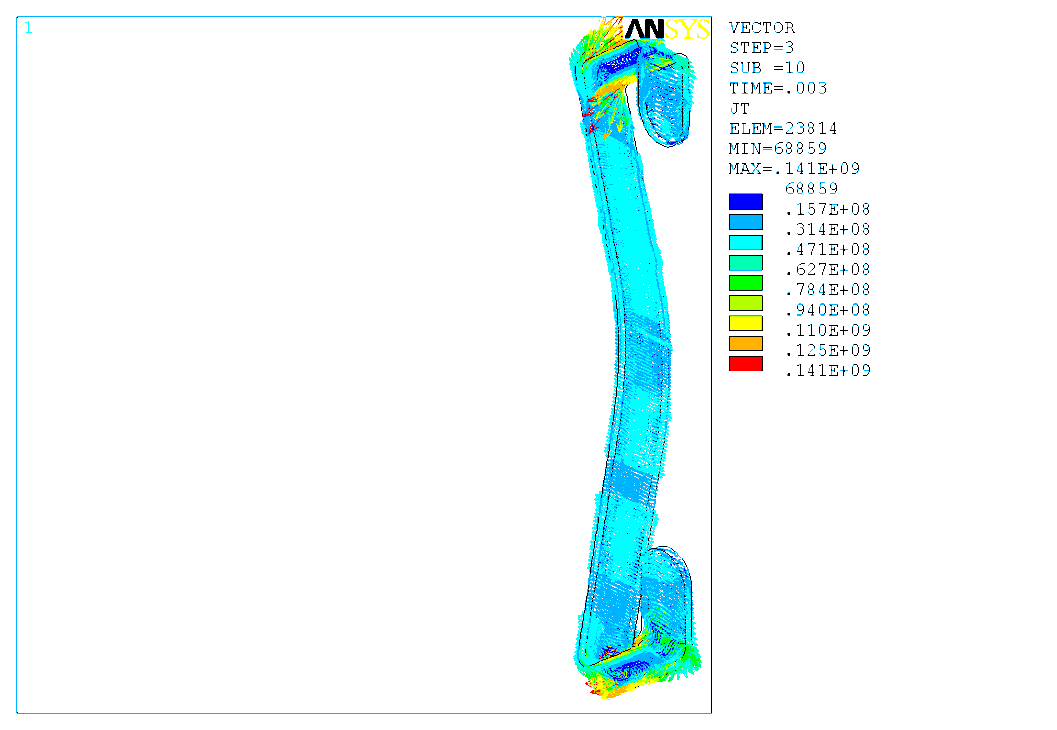 1
ANSYS
VECTOR
STEP=3
SUB =10
TIME=.003
JT
ELEM=23814
MIN=68859
MAX=.141E+09
68859
.157E+08
.314E+08
.471E+08
.627E+08
.784E+08
.940E+08
.110E+09
.125E+09
.141E+09